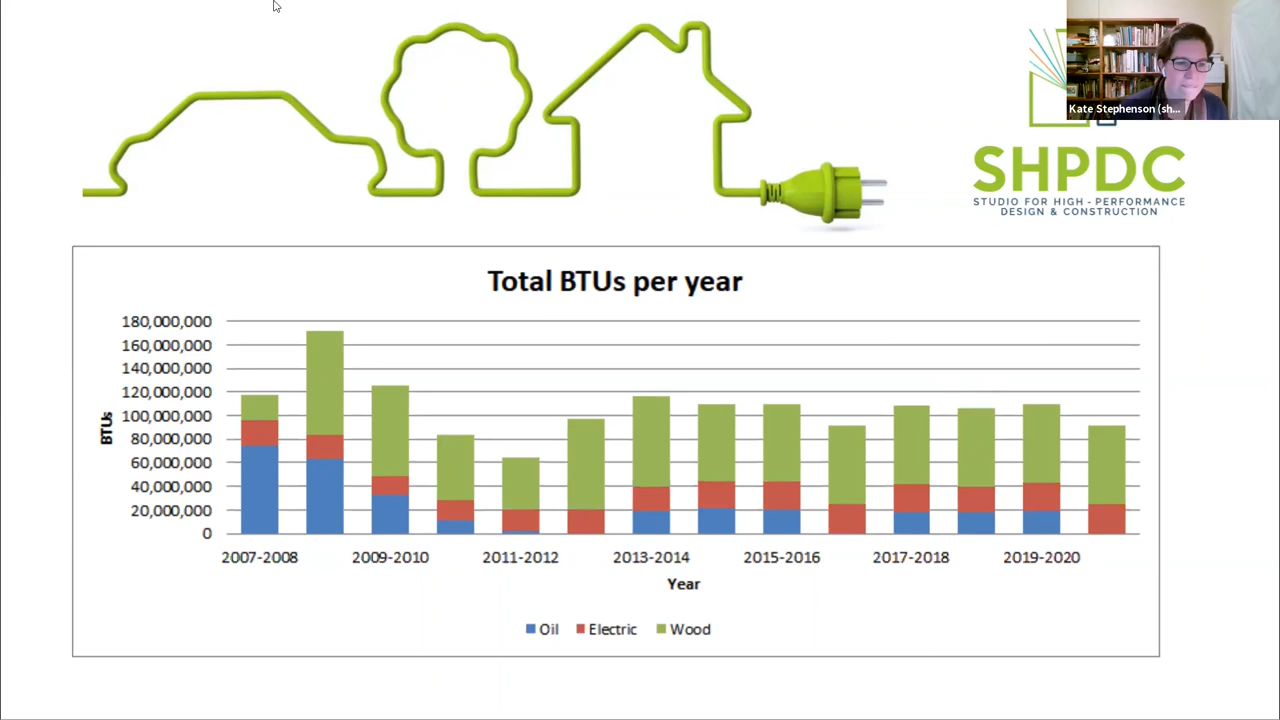 Kate Stephenson (sh...
SHPDC
STUDIO FOR HIGH - PERFORMANCE
DESIGN & CONSTRUCTION
Total BTUs per year
180,000,000
160,000,000
140,000,000
120,000,000
100,000,000
80,000,000
60,000,000
40,000,000
20,000,000
0
BTUs
2007-2008 2009-2010 2011-2012 2013-2014 2015-2016 2017-2018 2019-2020
Year
Oil Electric Wood